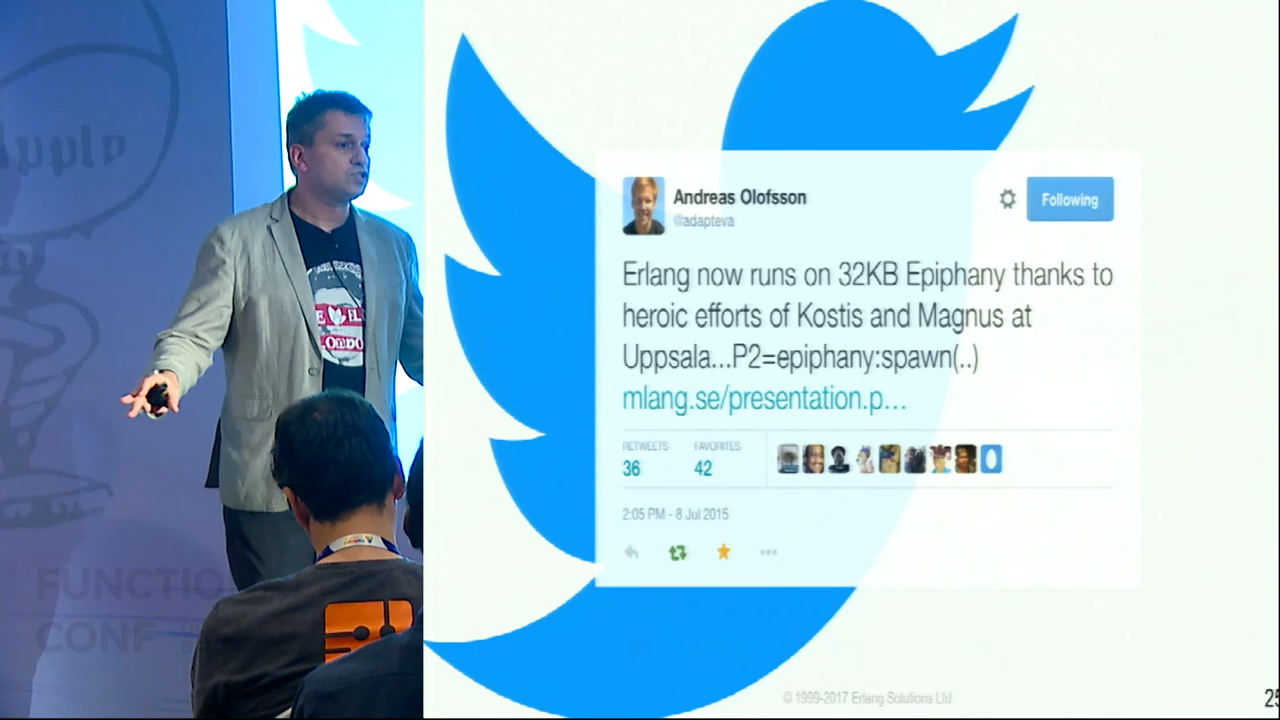 Apple
FUNCTIO
CONF
LONDO
Andreas Olofsson
@adapteva
Following
Erlang now runs on 32KB Epiphany thanks to
heroic efforts of Kostis and Magnus at
Uppsala...P2=epiphany:spawn(..)
mlang.se/presentation.p...
RETWEETS
FAVORITES
36
42
2:05 PM - 8 Jul 2015
© 1999-2017 Erlang Solutions Ltd
25